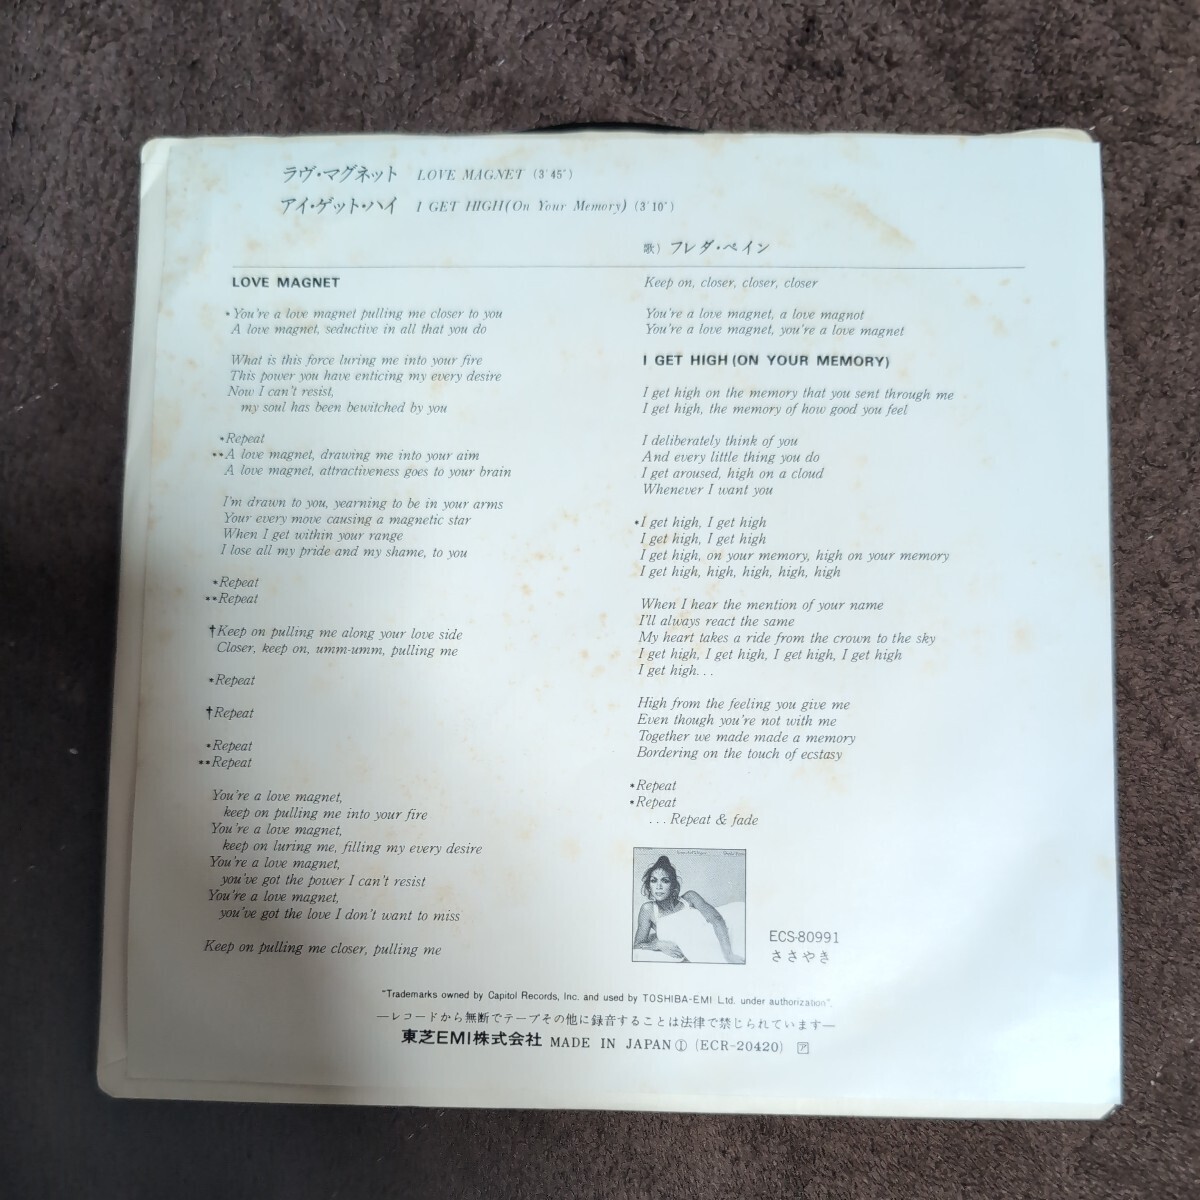 ラヴ・マグネット LOVE MAGNET (3'45")
アイ・ゲット・ハイ I GET HIGH (On Your Memory) (3'10")
歌) フレダ・ペイン
LOVE MAGNET
*You're a love magnet pulling me closer to you
A love magnet, seductive in all that you do
What is this force luring me into your fire
This power you have enticing my every desire
Now I can't resist,
my soul has been bewitched by you
*Repeat
**A love magnet, drawing me into your aim
A love magnet, attractiveness goes to your brain
I'm drawn to you, yearning to be in your arms
Your every move causing a magnetic star
When I get within your range
I lose all my pride and my shame, to you
*Repeat
**Repeat
†Keep on pulling me along your love side
Closer, keep on, umm-umm, pulling me
*Repeat
†Repeat
*Repeat
**Repeat
You're a love magnet,
keep on pulling me into your fire
You're a love magnet,
keep on luring me, filling my every desire
You're a love magnet,
you've got the power I can't resist
You're a love magnet,
you've got the love I don't want to miss
Keep on pulling me closer, pulling me
Keep on, closer, closer, closer
You're a love magnet, a love magnot
You're a love magnet, you're a love magnet
I GET HIGH (ON YOUR MEMORY)
I get high on the memory that you sent through me
I get high, the memory of how good you feel
I deliberately think of you
And every little thing you do
I get aroused, high on a cloud
Whenever I want you
*I get high, I get high
I get high, I get high
I get high, on your memory, high on your memory
I get high, high, high, high, high
When I hear the mention of your name
I'll always react the same
My heart takes a ride from the crown to the sky
I get high, I get high, I get high, I get high
I get high...
High from the feeling you give me
Even though you're not with me
Together we made made a memory
Bordering on the touch of ecstasy
*Repeat
*Repeat
...Repeat & fade
ECS-80991
ささやき
"Trademarks owned by Capitol Records, Inc. and used by TOSHIBA-EMI Ltd. under authorization".
—レコードから無断でテープその他に録音することは法律で禁じられています—
東芝EMI株式会社 MADE IN JAPAN Ⓘ (ECR-20420) ア